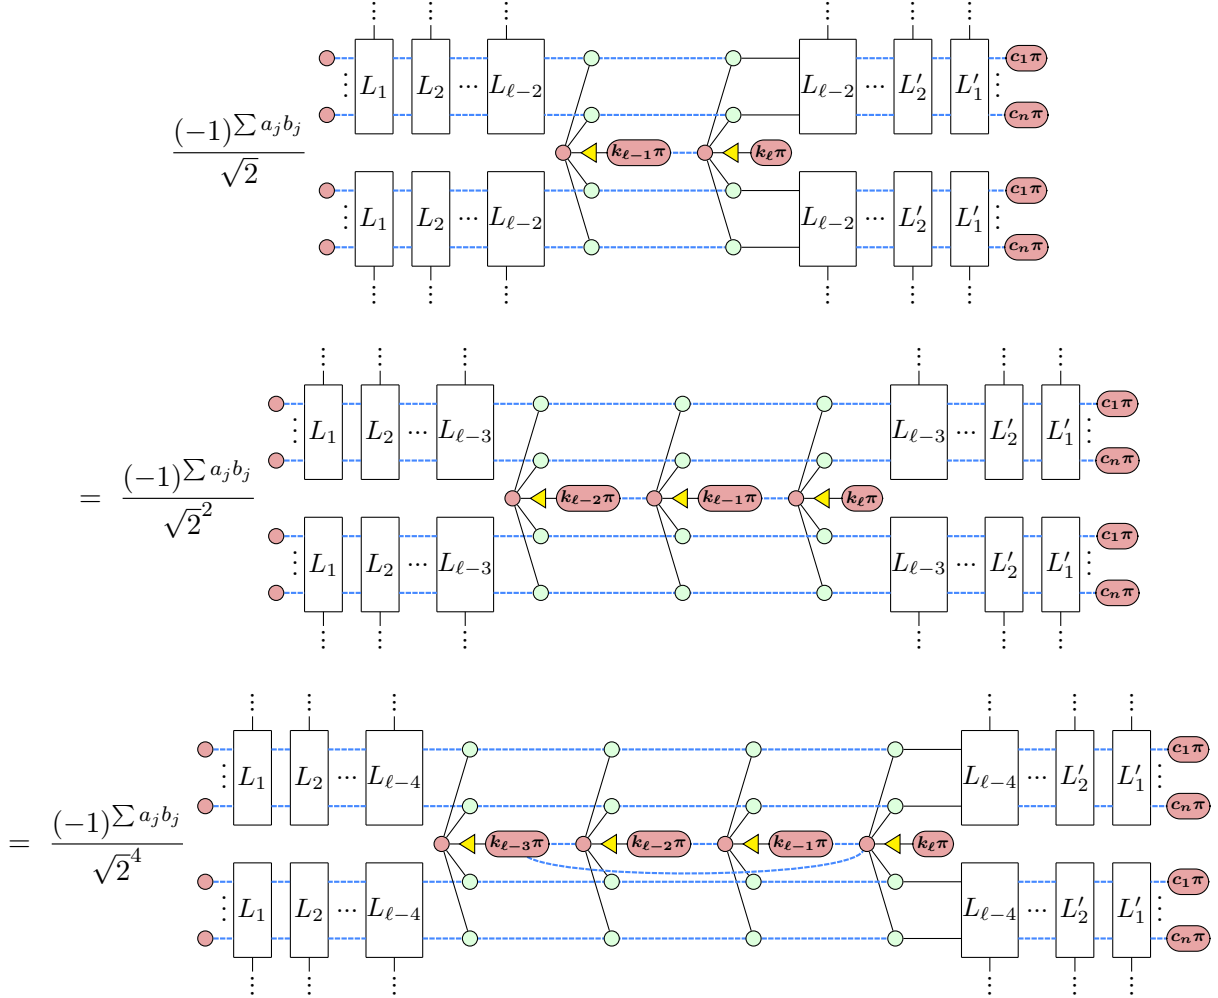 (-1)^{∑ a_j b_j} / √2 L_1 L_2 ... L_{ℓ−2} L_{ℓ−2} ... L'_2 L'_1 c_1π
c_nπ
k_{ℓ−1}π k_ℓπ
L_1 L_2 ... L_{ℓ−2} L_{ℓ−2} ... L'_2 L'_1 c_1π
c_nπ
= (-1)^{∑ a_j b_j} / √2^2 L_1 L_2 ... L_{ℓ−3} L_{ℓ−3} ... L'_2 L'_1 c_1π
c_nπ
k_{ℓ−2}π k_{ℓ−1}π k_ℓπ
L_1 L_2 ... L_{ℓ−3} L_{ℓ−3} ... L'_2 L'_1 c_1π
c_nπ
= (-1)^{∑ a_j b_j} / √2^4 L_1 L_2 ... L_{ℓ−4} L_{ℓ−4} ... L'_2 L'_1 c_1π
c_nπ
k_{ℓ−3}π k_{ℓ−2}π k_{ℓ−1}π k_ℓπ
L_1 L_2 ... L_{ℓ−4} L_{ℓ−4} ... L'_2 L'_1 c_1π
c_nπ